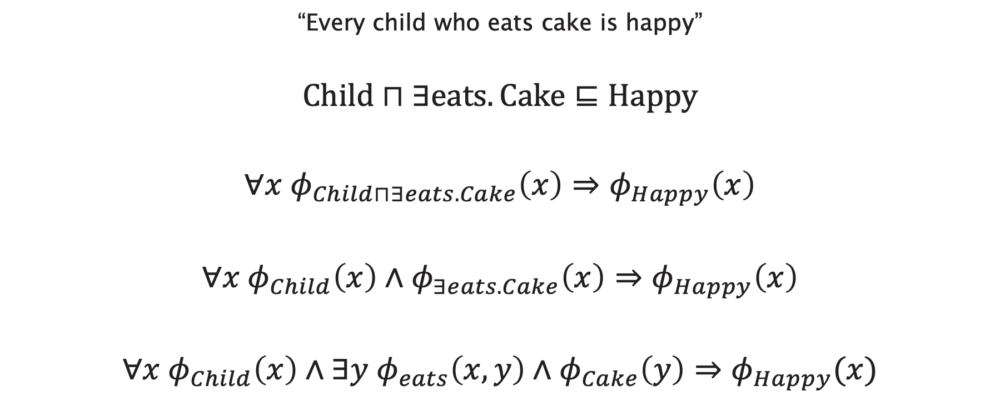 “Every child who eats cake is happy”
Child ⊓ ∃eats. Cake ⊑ Happy
∀x ϕ_{Child⊓∃eats.Cake}(x) ⇒ ϕ_{Happy}(x)
∀x ϕ_{Child}(x) ∧ ϕ_{∃eats.Cake}(x) ⇒ ϕ_{Happy}(x)
∀x ϕ_{Child}(x) ∧ ∃y ϕ_{eats}(x, y) ∧ ϕ_{Cake}(y) ⇒ ϕ_{Happy}(x)